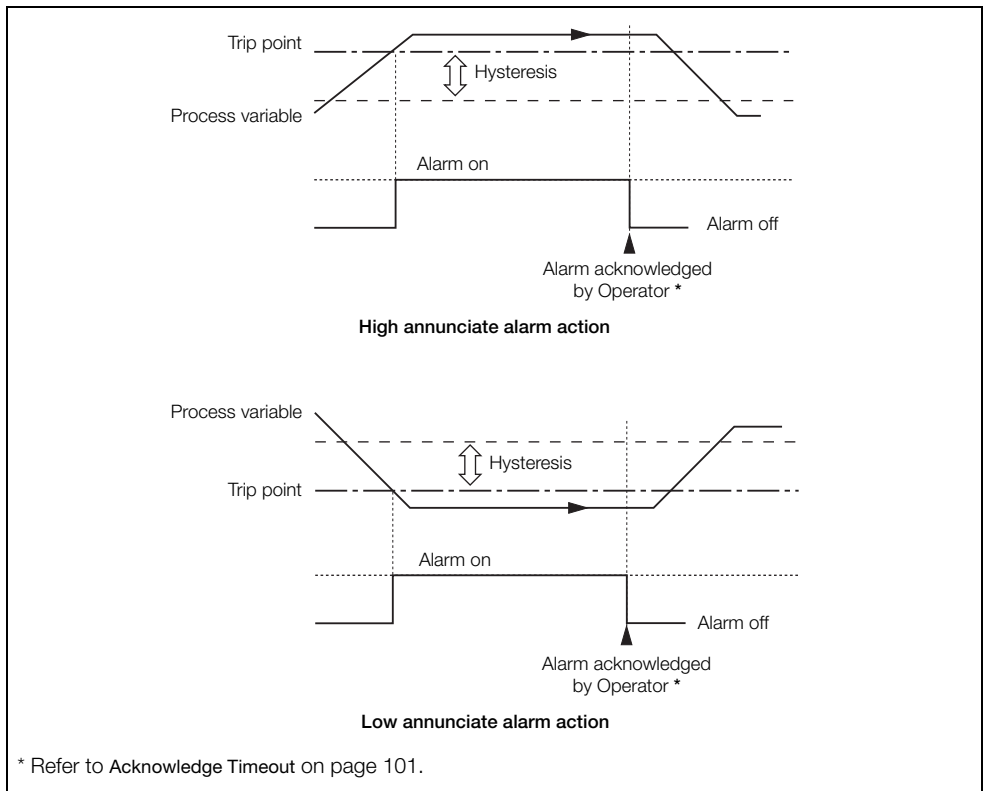 Trip point
Hysteresis
Process variable
Alarm on
Alarm off
Alarm acknowledged
by Operator *
High annunciate alarm action
Process variable
Hysteresis
Trip point
Alarm on
Alarm off
Alarm acknowledged
by Operator *
Low annunciate alarm action
* Refer to Acknowledge Timeout on page 101.